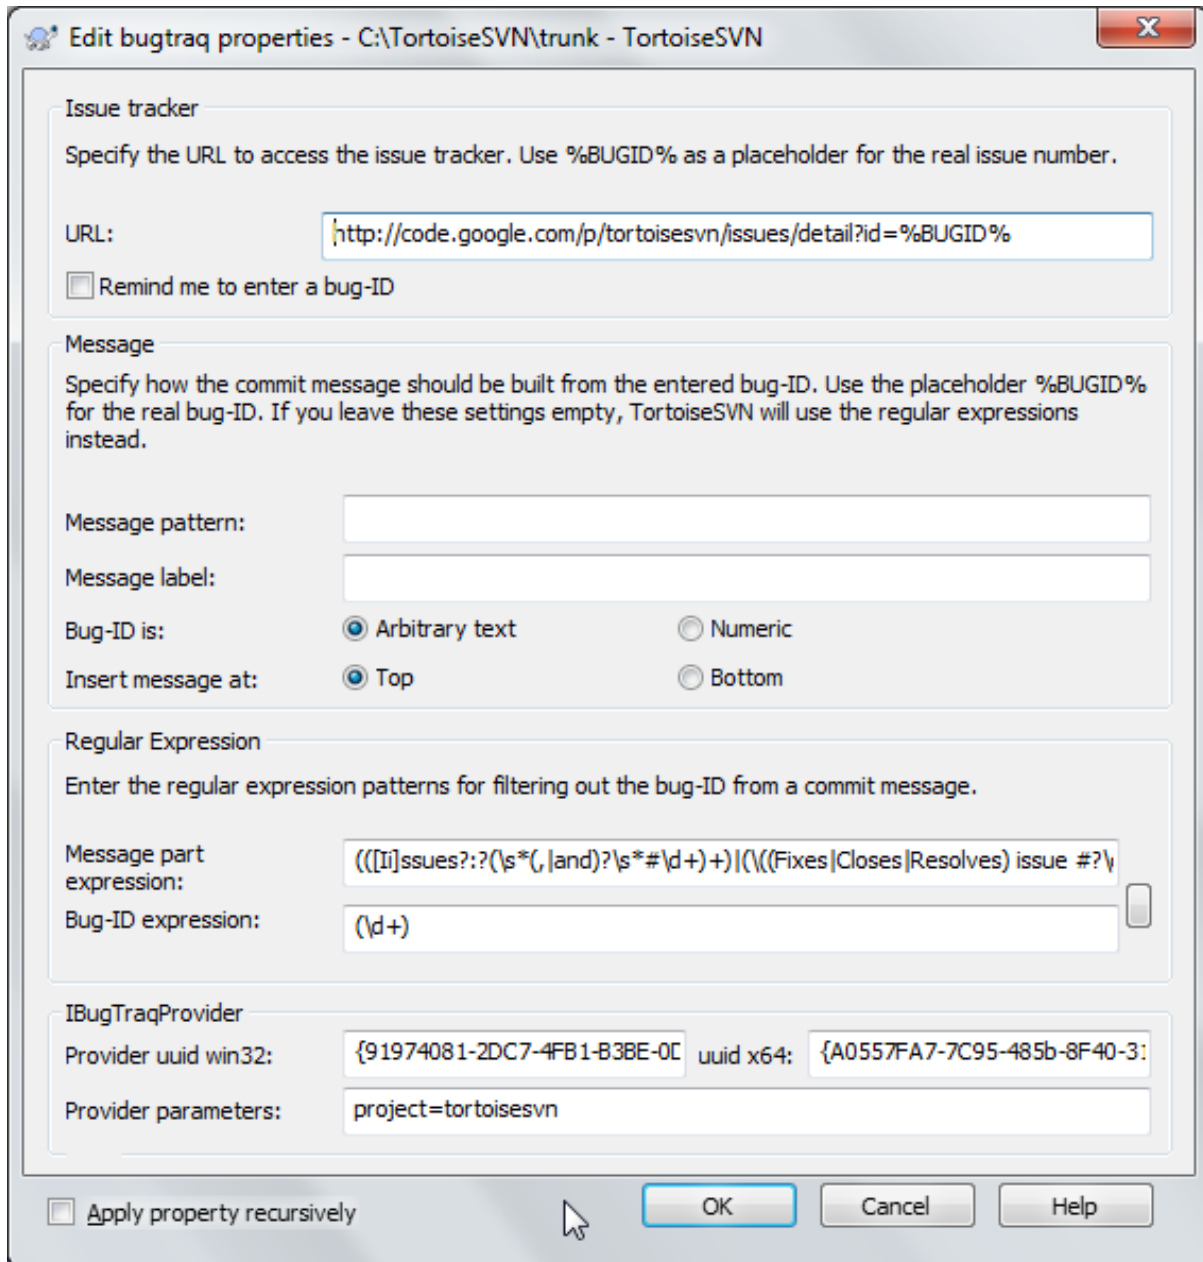 Edit bugtraq properties - C:\TortoiseSVN\trunk - TortoiseSVN
Issue tracker
Specify the URL to access the issue tracker. Use %BUGID% as a placeholder for the real issue number.
URL: http://code.google.com/p/tortoisesvn/issues/detail?id=%BUGID%
Remind me to enter a bug-ID
Message
Specify how the commit message should be built from the entered bug-ID. Use the placeholder %BUGID%
for the real bug-ID. If you leave these settings empty, TortoiseSVN will use the regular expressions
instead.
Message pattern:
Message label:
Bug-ID is: Arbitrary text Numeric
Insert message at: Top Bottom
Regular Expression
Enter the regular expression patterns for filtering out the bug-ID from a commit message.
Message part
expression:
(([Ii]ssues?:?(\s*(,|and)?\s*#\d+)+)|(\((Fixes|Closes|Resolves) issue #?\
Bug-ID expression: (\d+)
IBugTraqProvider
Provider uuid win32: {91974081-2DC7-4FB1-B3BE-0D uuid x64: {A0557FA7-7C95-485b-8F40-31
Provider parameters: project=tortoisesvn
Apply property recursively OK Cancel Help